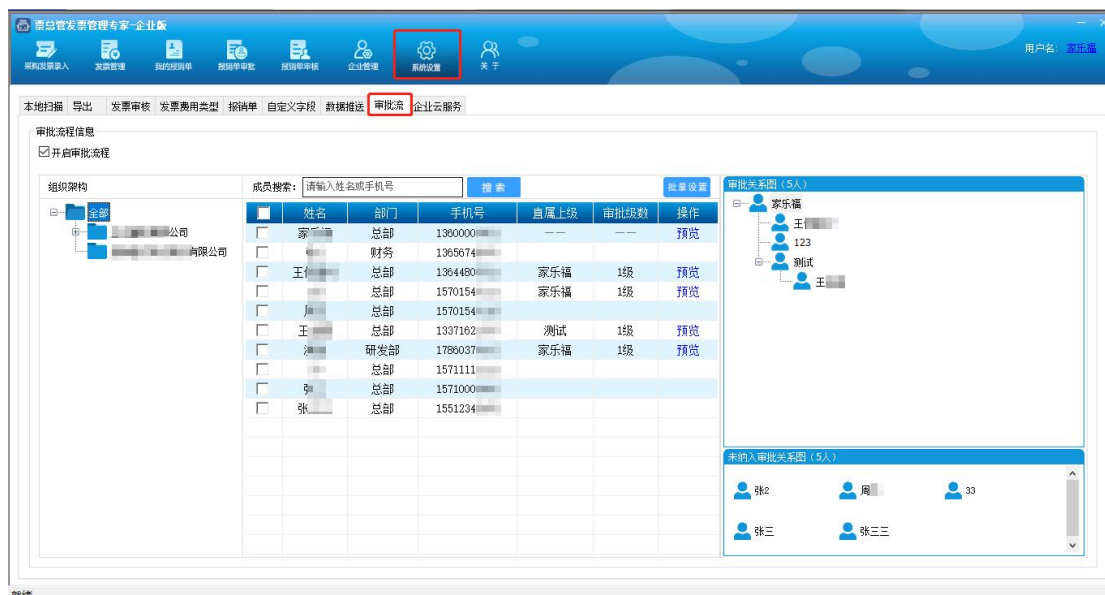 票总管发票管理专家-企业版
采购发票录入 发票管理 我的报销单 报销单审批 报销单审核 企业管理 系统设置 关于
用户名: 家乐福
本地扫描 导出 发票审核 发票费用类型 报销单 自定义字段 数据推送 审批流 企业云服务
审批流程信息
开启审批流程
组织架构
全部
公司
有限公司
成员搜索: 请输入姓名或手机号 搜索 批量设置
姓名 部门 手机号 直属上级 审批级数 操作
家 总部 1360000 —— —— 预览
财务 1365674
王 总部 1364480 家乐福 1级 预览
总部 1570154 家乐福 1级 预览
总部 1570154
王 总部 1337162 测试 1级 预览
研发部 1786037 家乐福 1级 预览
总部 1571111
总部 1571000
张 总部 1551234
审批关系图(5人)
家乐福
王
123
测试
王
未纳入审批关系图(5人)
张2 周 33
张三 张三三